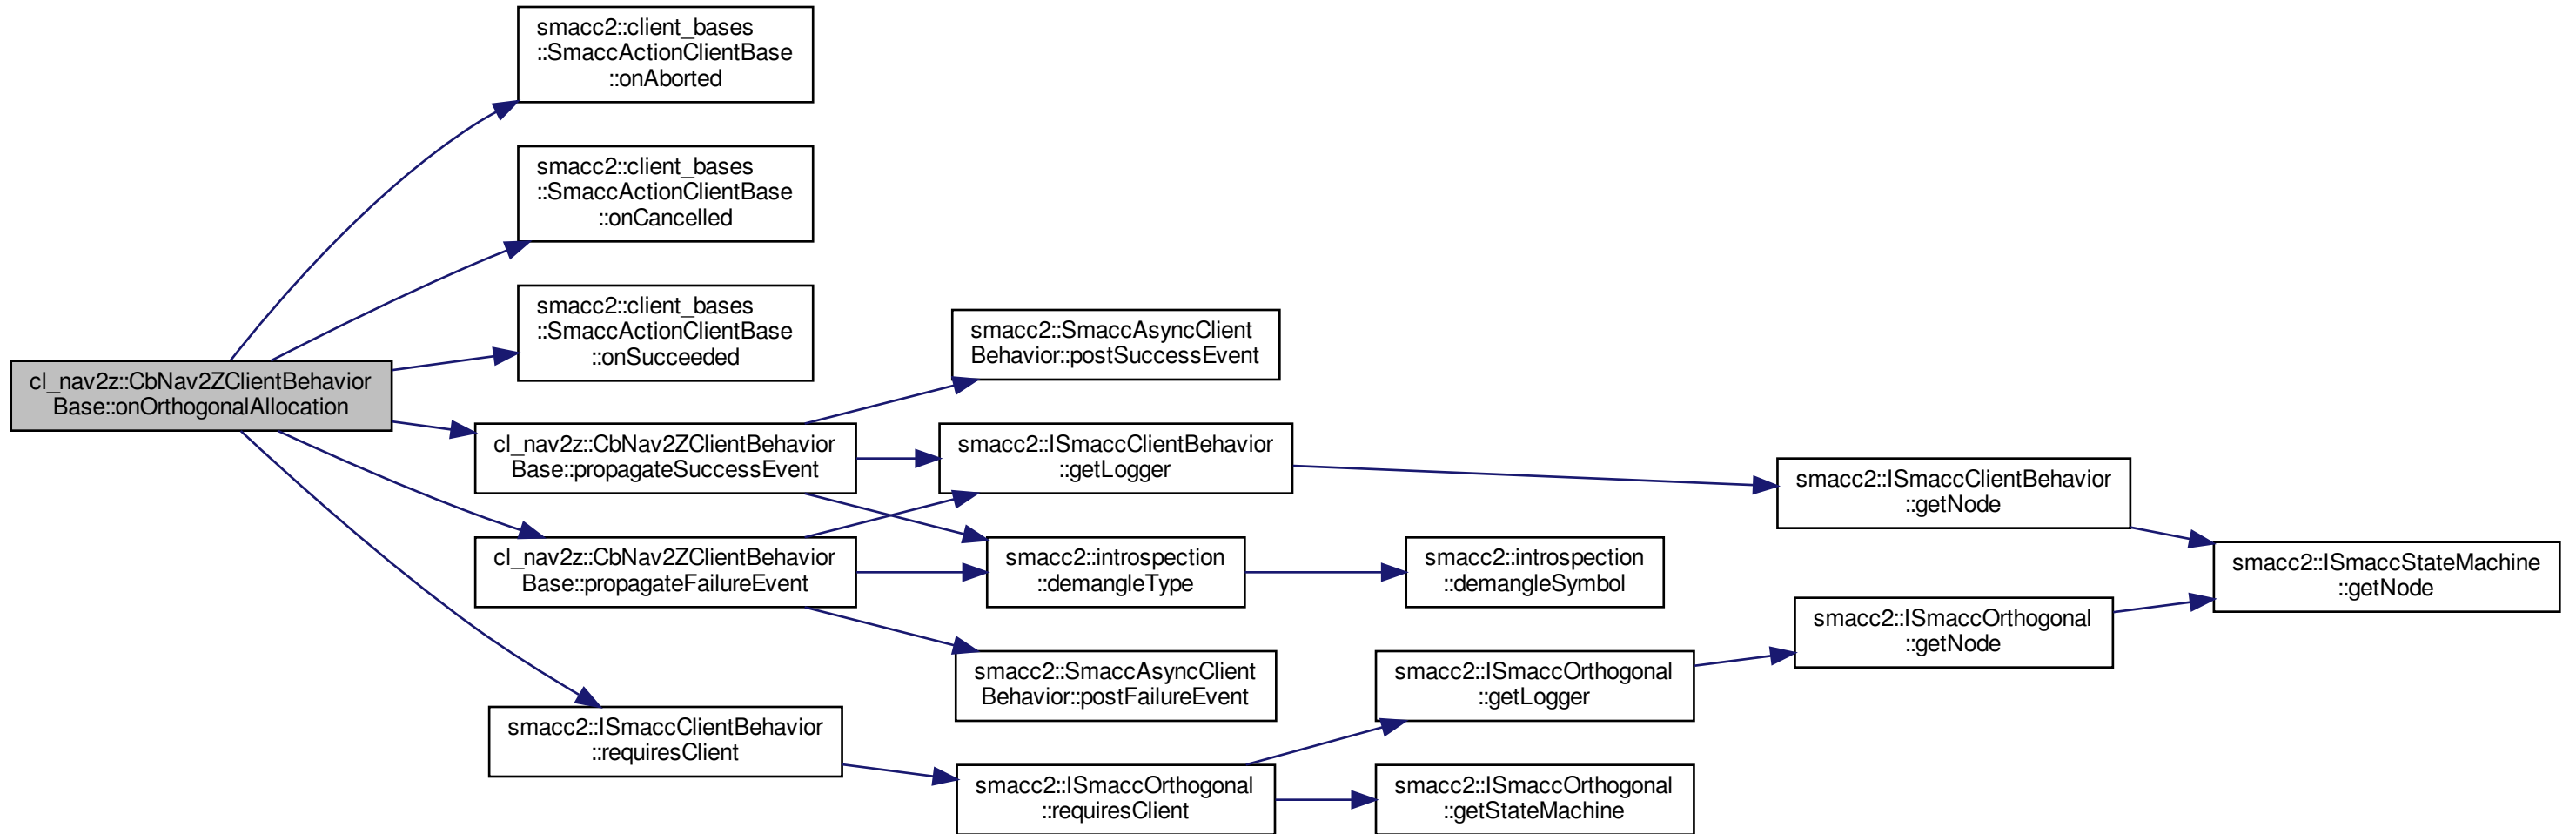 smacc2::client_bases
::SmaccActionClientBase
::onAborted
smacc2::client_bases
::SmaccActionClientBase
::onCancelled
smacc2::client_bases
::SmaccActionClientBase
::onSucceeded
cl_nav2z::CbNav2ZClientBehavior
Base::onOrthogonalAllocation
smacc2::SmaccAsyncClient
Behavior::postSuccessEvent
cl_nav2z::CbNav2ZClientBehavior
Base::propagateSuccessEvent
smacc2::ISmaccClientBehavior
::getLogger
smacc2::ISmaccClientBehavior
::getNode
cl_nav2z::CbNav2ZClientBehavior
Base::propagateFailureEvent
smacc2::introspection
::demangleType
smacc2::introspection
::demangleSymbol
smacc2::ISmaccStateMachine
::getNode
smacc2::ISmaccOrthogonal
::getNode
smacc2::SmaccAsyncClient
Behavior::postFailureEvent
smacc2::ISmaccOrthogonal
::getLogger
smacc2::ISmaccClientBehavior
::requiresClient
smacc2::ISmaccOrthogonal
::requiresClient
smacc2::ISmaccOrthogonal
::getStateMachine